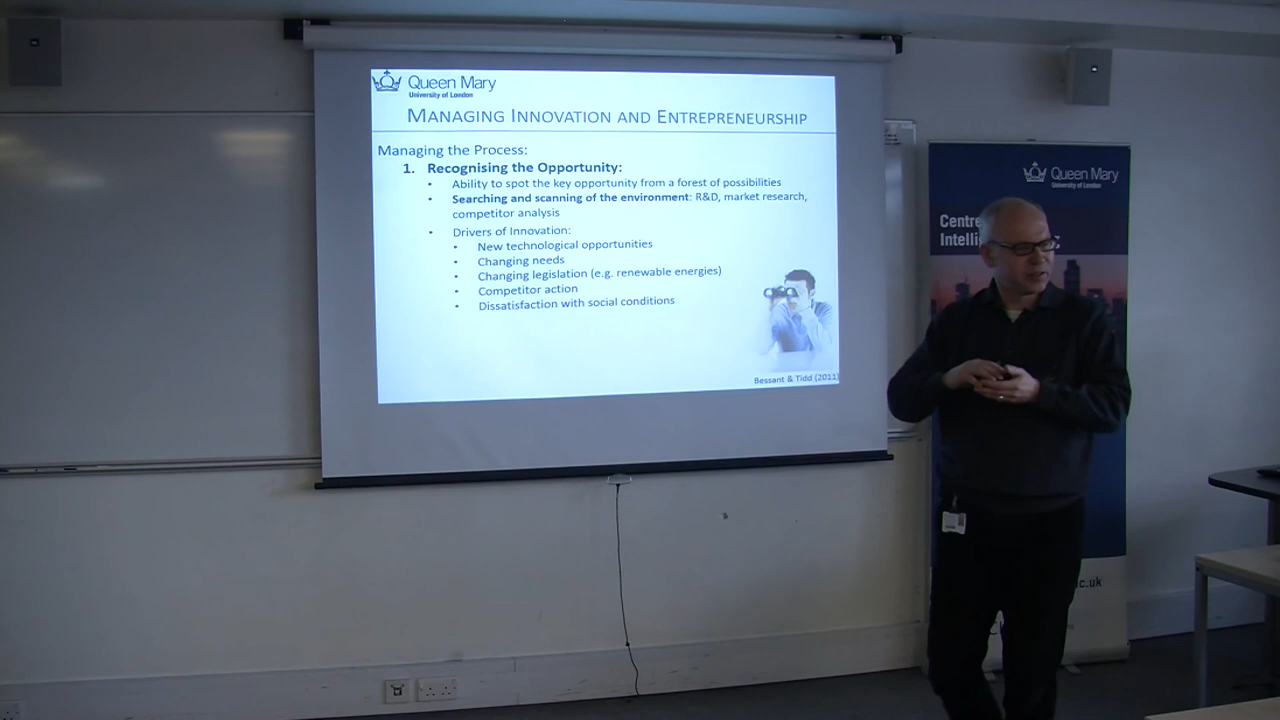 Queen Mary
University of London
MANAGING INNOVATION AND ENTREPRENEURSHIP
Managing the Process:
1. Recognising the Opportunity:
• Ability to spot the key opportunity from a forest of possibilities
• Searching and scanning of the environment: R&D, market research,
competitor analysis
• Drivers of Innovation:
• New technological opportunities
• Changing needs
• Changing legislation (e.g. renewable energies)
• Competitor action
• Dissatisfaction with social conditions
Bessant & Tidd (2011)
Queen Mary
University of London
Centre